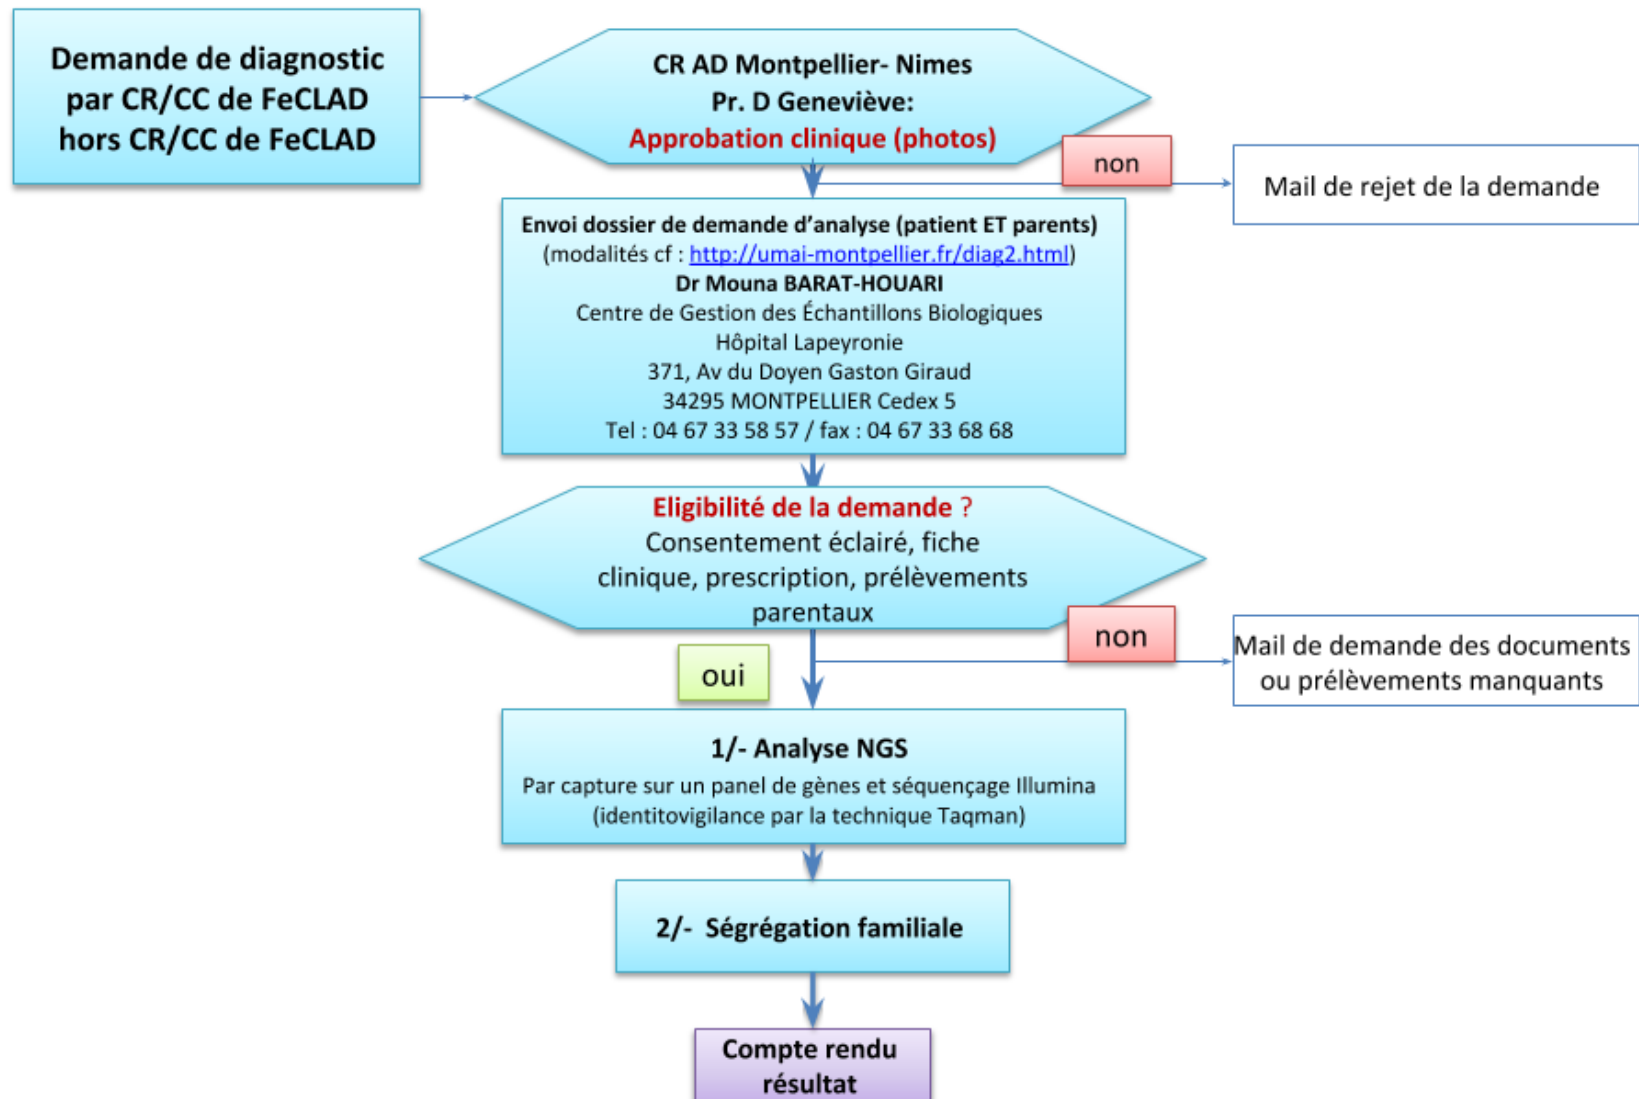 Demande de diagnostic
par CR/CC de FeCLAD
hors CR/CC de FeCLAD
CR AD Montpellier- Nimes
Pr. D Geneviève:
Approbation clinique (photos)
non
Mail de rejet de la demande
Envoi dossier de demande d'analyse (patient ET parents)
(modalités cf : http://umai-montpellier.fr/diag2.html)
Dr Mouna BARAT-HOUARI
Centre de Gestion des Échantillons Biologiques
Hôpital Lapeyronie
371, Av du Doyen Gaston Giraud
34295 MONTPELLIER Cedex 5
Tel : 04 67 33 58 57 / fax : 04 67 33 68 68
Eligibilité de la demande ?
Consentement éclairé, fiche
clinique, prescription, prélèvements
parentaux
non
Mail de demande des documents
ou prélèvements manquants
oui
1/- Analyse NGS
Par capture sur un panel de gènes et séquençage Illumina
(identitovigilance par la technique Taqman)
2/- Ségrégation familiale
Compte rendu
résultat